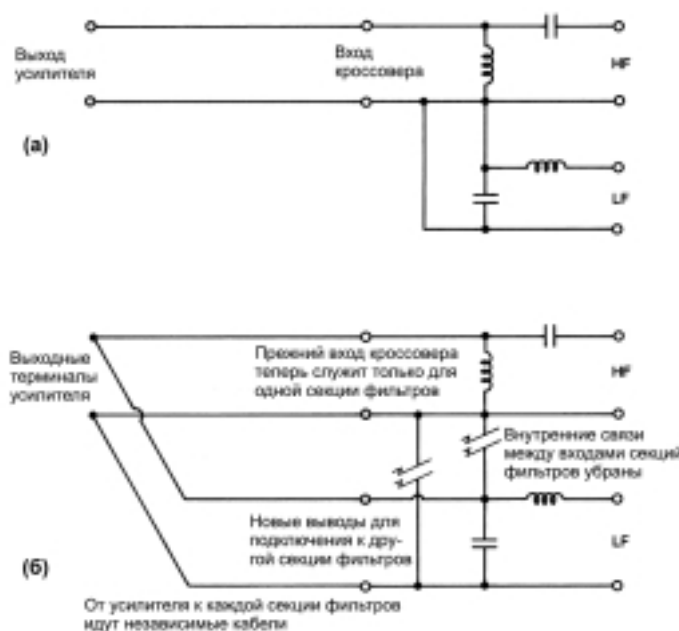 Выход
усилителя
Вход
кроссовера
HF
(а)
LF
Выходные
терминалы
усилителя
Прежний вход кроссовера
теперь служит только для
одной секции фильтров
HF
Внутренние связи
между входами секций
фильтров убраны
Новые выводы для
подключения к дру-
гой секции фильтров
LF
(б)
От усилителя к каждой секции фильтров
идут независимые кабели